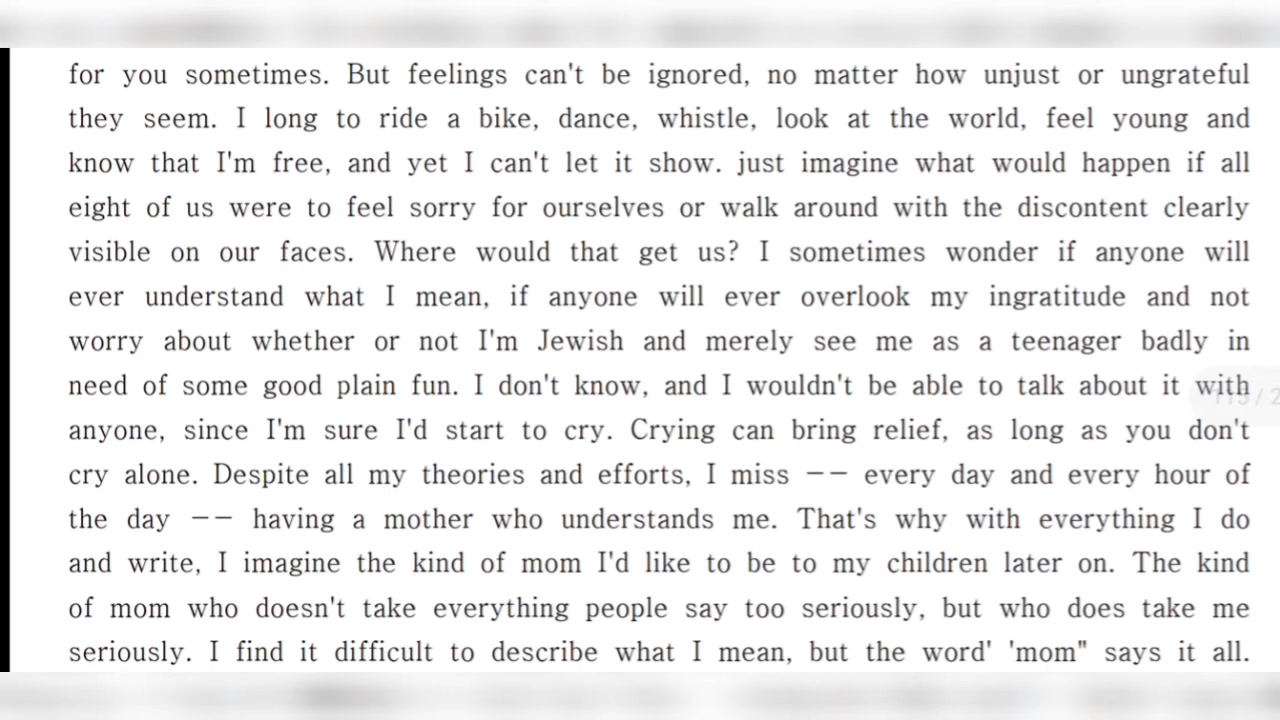 for you sometimes. But feelings can't be ignored, no matter how unjust or ungrateful
they seem. I long to ride a bike, dance, whistle, look at the world, feel young and
know that I'm free, and yet I can't let it show. just imagine what would happen if all
eight of us were to feel sorry for ourselves or walk around with the discontent clearly
visible on our faces. Where would that get us? I sometimes wonder if anyone will
ever understand what I mean, if anyone will ever overlook my ingratitude and not
worry about whether or not I'm Jewish and merely see me as a teenager badly in
need of some good plain fun. I don't know, and I wouldn't be able to talk about it with
anyone, since I'm sure I'd start to cry. Crying can bring relief, as long as you don't
cry alone. Despite all my theories and efforts, I miss -- every day and every hour of
the day -- having a mother who understands me. That's why with everything I do
and write, I imagine the kind of mom I'd like to be to my children later on. The kind
of mom who doesn't take everything people say too seriously, but who does take me
seriously. I find it difficult to describe what I mean, but the word' 'mom" says it all.